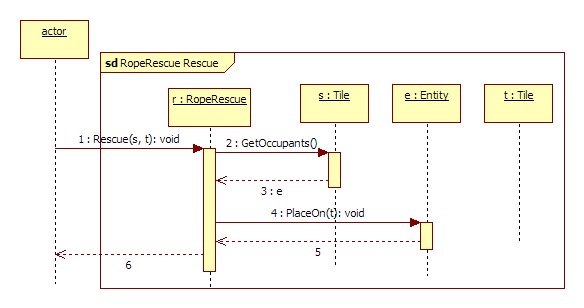 actor
sd RopeRescue Rescue
r : RopeRescue
s : Tile
e : Entity
t : Tile
1 : Rescue(s, t): void
2 : GetOccupants()
3 : e
4 : PlaceOn(t): void
5
6